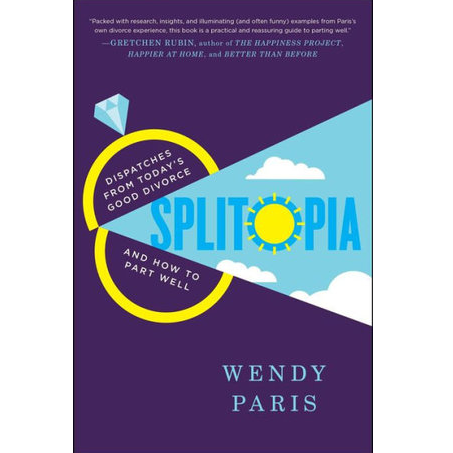 "Packed with research, insights, and illuminating (and often funny) examples from Paris's
own divorce experience, this book is a practical and reassuring guide to parting well."
—GRETCHEN RUBIN, author of THE HAPPINESS PROJECT,
HAPPIER AT HOME, and BETTER THAN BEFORE
DISPATCHES
FROM TODAY'S
GOOD DIVORCE
SPLITOPIA
AND HOW TO
PART WELL
WENDY
PARIS